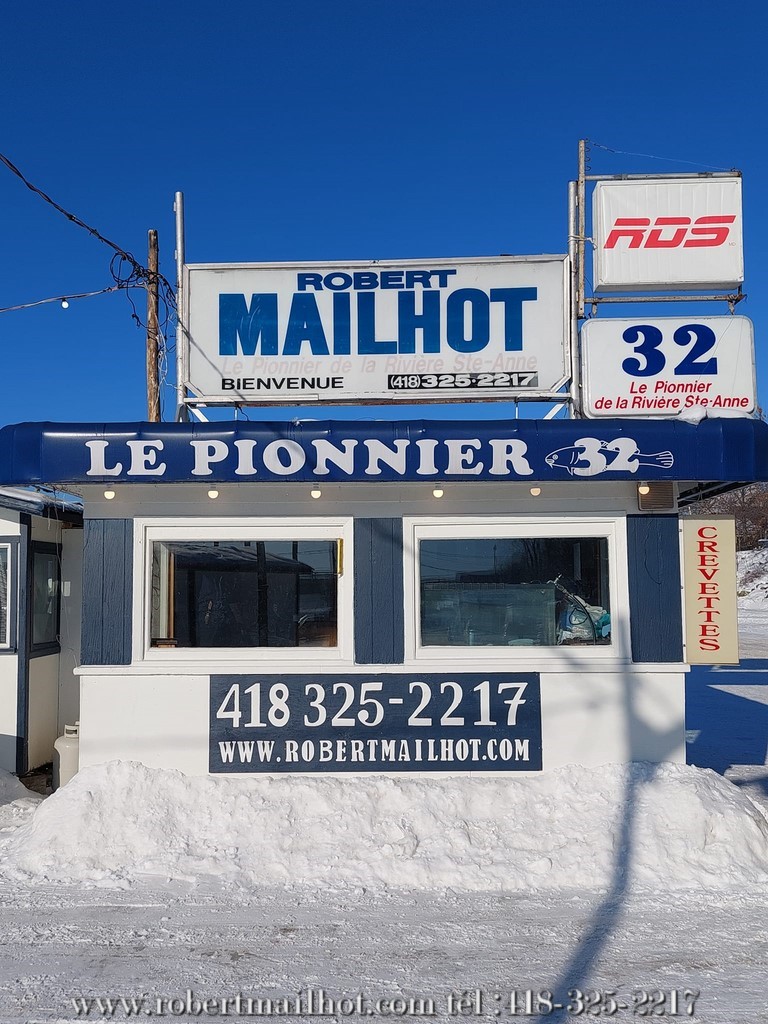 RDS
ROBERT
MAILHOT
Le Pionnier de la Rivière Ste-Anne
BIENVENUE (418) 325-2217
32
Le Pionnier
de la Rivière Ste-Anne
LE PIONNIER 32
CREVETTES
418 325-2217
WWW.ROBERTMAILHOT.COM
www.robertmailhot.com tél :418-325-2217